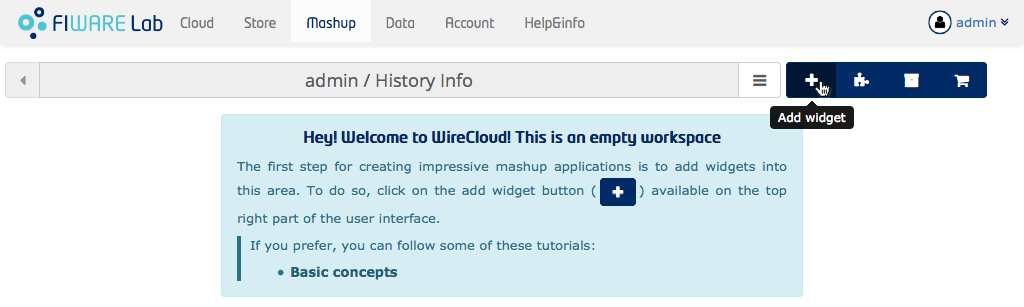 FIWARE Lab Cloud Store Mashup Data Account Help&info admin
admin / History Info
Add widget
Hey! Welcome to WireCloud! This is an empty workspace
The first step for creating impressive mashup applications is to add widgets into
this area. To do so, click on the add widget button ( ) available on the top
right part of the user interface.
If you prefer, you can follow some of these tutorials:
• Basic concepts